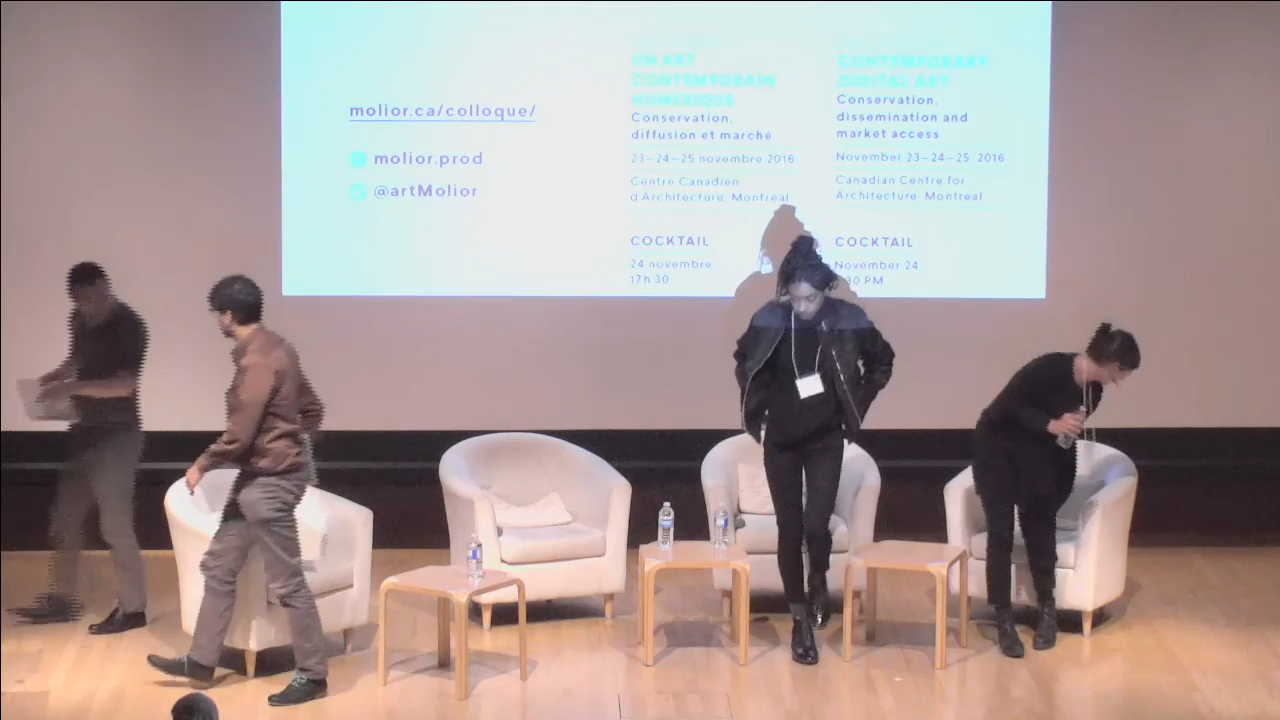 molior.ca/colloque/
molior.prod
@artMolior
UN ART
CONTEMPORAIN
NUMÉRIQUE
Conservation,
diffusion et marché
23–24–25 novembre 2016
Centre Canadien
d'Architecture, Montréal
COCKTAIL
24 novembre
17h30
CONTEMPORARY
DIGITAL ART
Conservation,
dissemination and
market access
November 23–24–25, 2016
Canadian Centre for
Architecture, Montreal
COCKTAIL
November 24
:30 PM